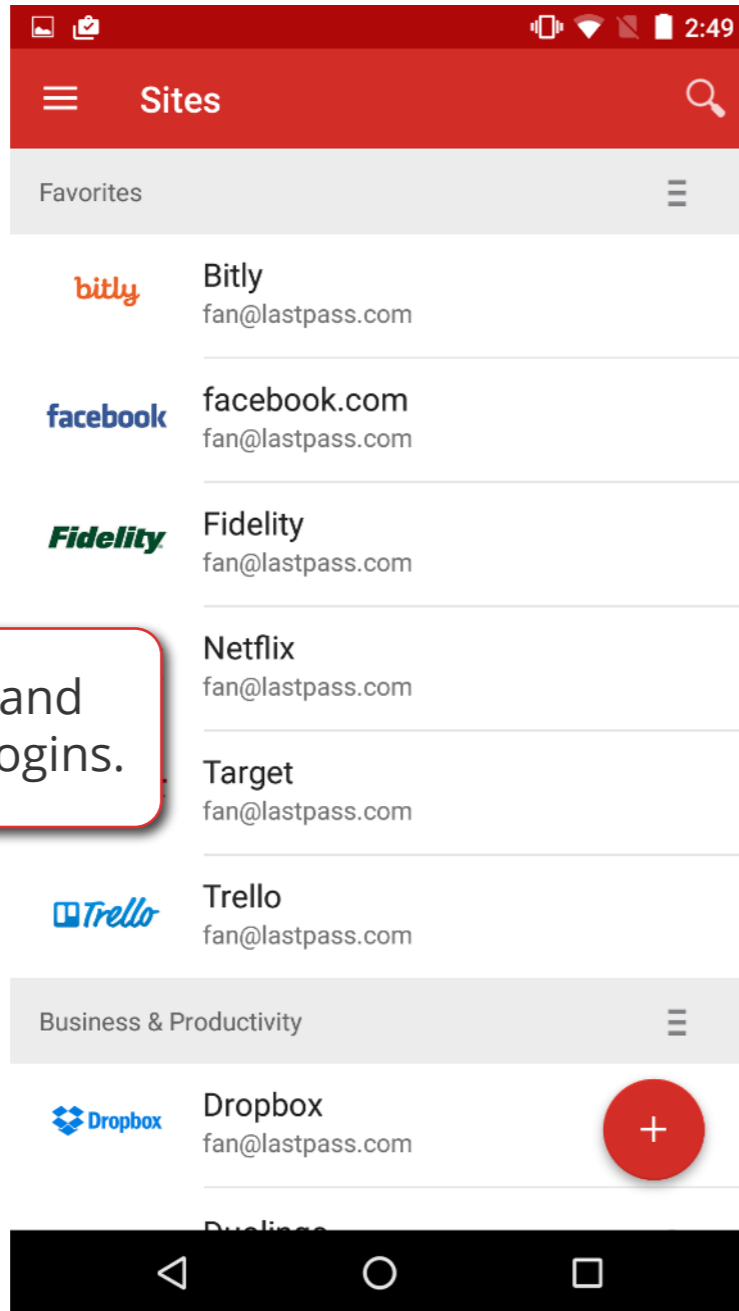 2:49
Sites
Favorites
bitly
Bitly
fan@lastpass.com
facebook
facebook.com
fan@lastpass.com
Fidelity
Fidelity
fan@lastpass.com
Netflix
fan@lastpass.com
and
ogins.
Target
fan@lastpass.com
Trello
Trello
fan@lastpass.com
Business & Productivity
Dropbox
Dropbox
fan@lastpass.com
+